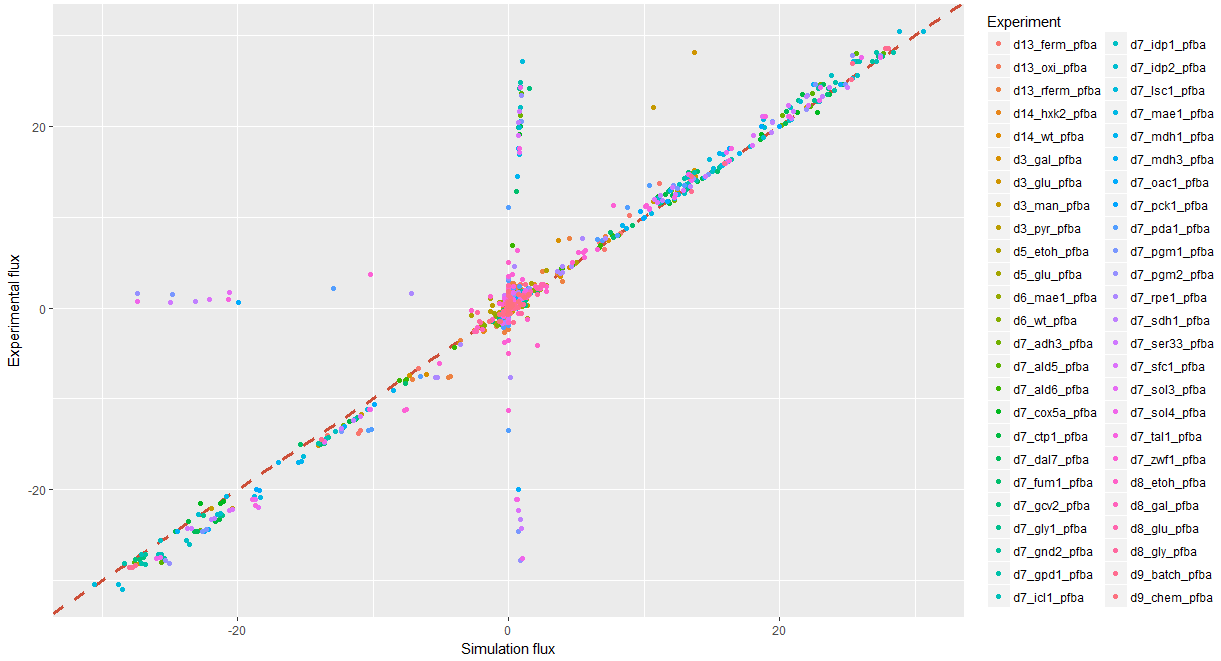 Experiment
d13_ferm_pfba
d13_oxi_pfba
d13_rferm_pfba
d14_hxk2_pfba
d14_wt_pfba
d3_gal_pfba
d3_glu_pfba
d3_man_pfba
d3_pyr_pfba
d5_etoh_pfba
d5_glu_pfba
d6_mae1_pfba
d6_wt_pfba
d7_adh3_pfba
d7_ald5_pfba
d7_ald6_pfba
d7_cox5a_pfba
d7_ctp1_pfba
d7_dal7_pfba
d7_fum1_pfba
d7_gcv2_pfba
d7_gly1_pfba
d7_gnd2_pfba
d7_gpd1_pfba
d7_icl1_pfba
d7_idp1_pfba
d7_idp2_pfba
d7_lsc1_pfba
d7_mae1_pfba
d7_mdh1_pfba
d7_mdh3_pfba
d7_oac1_pfba
d7_pck1_pfba
d7_pda1_pfba
d7_pgm1_pfba
d7_pgm2_pfba
d7_rpe1_pfba
d7_sdh1_pfba
d7_ser33_pfba
d7_sfc1_pfba
d7_sol3_pfba
d7_sol4_pfba
d7_tal1_pfba
d7_zwf1_pfba
d8_etoh_pfba
d8_gal_pfba
d8_glu_pfba
d8_gly_pfba
d9_batch_pfba
d9_chem_pfba
Experimental flux
20
0
-20
-20
0
20
Simulation flux